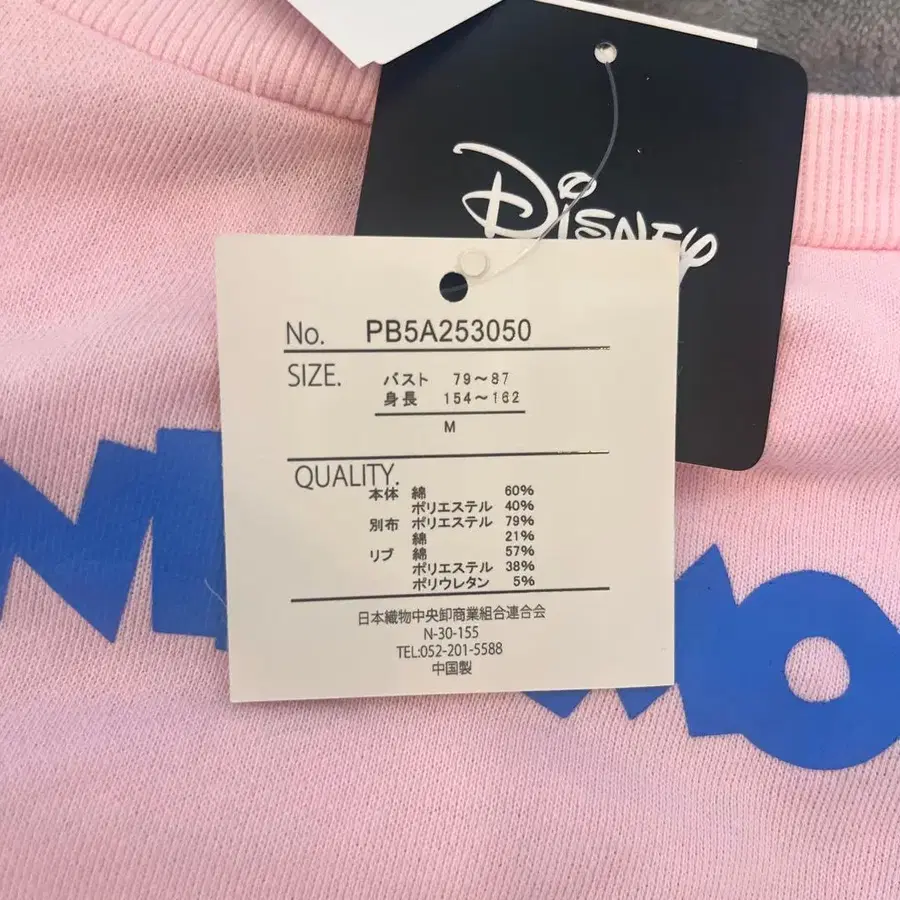 Disney
No. PB5A253050
SIZE. バスト 79～87
身長 154～162
M
QUALITY.
本体 綿 60%
ポリエステル 40%
別布 ポリエステル 79%
綿 21%
リブ 綿 57%
ポリエステル 38%
ポリウレタン 5%
日本織物中央卸商業組合連合会
N-30-155
TEL:052-201-5588
中国製